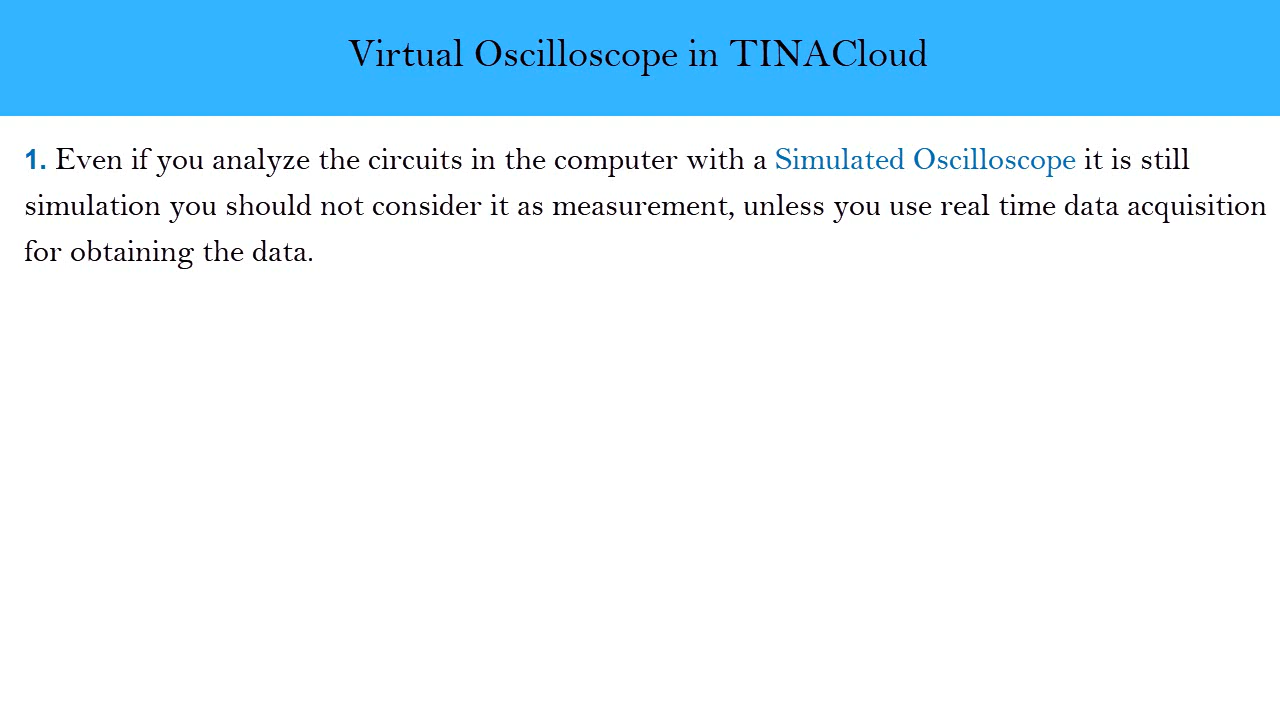 Virtual Oscilloscope in TINACloud
1. Even if you analyze the circuits in the computer with a Simulated Oscilloscope it is still
simulation you should not consider it as measurement, unless you use real time data acquisition
for obtaining the data.